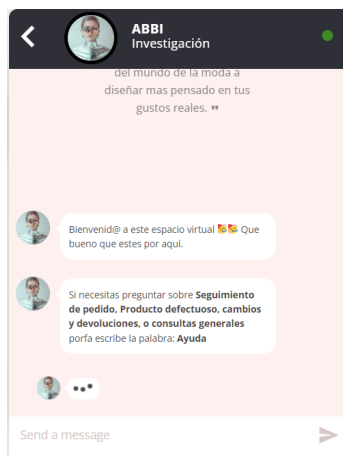 ABBI
Investigación
del mundo de la moda a
diseñar mas pensado en tus
gustos reales. ❞
Bienvenid@ a este espacio virtual 🥰🥰 Que
bueno que estes por aquí.
Si necesitas preguntar sobre Seguimiento
de pedido, Producto defectuoso, cambios
y devoluciones, o consultas generales
porfa escribe la palabra: Ayuda
Send a message